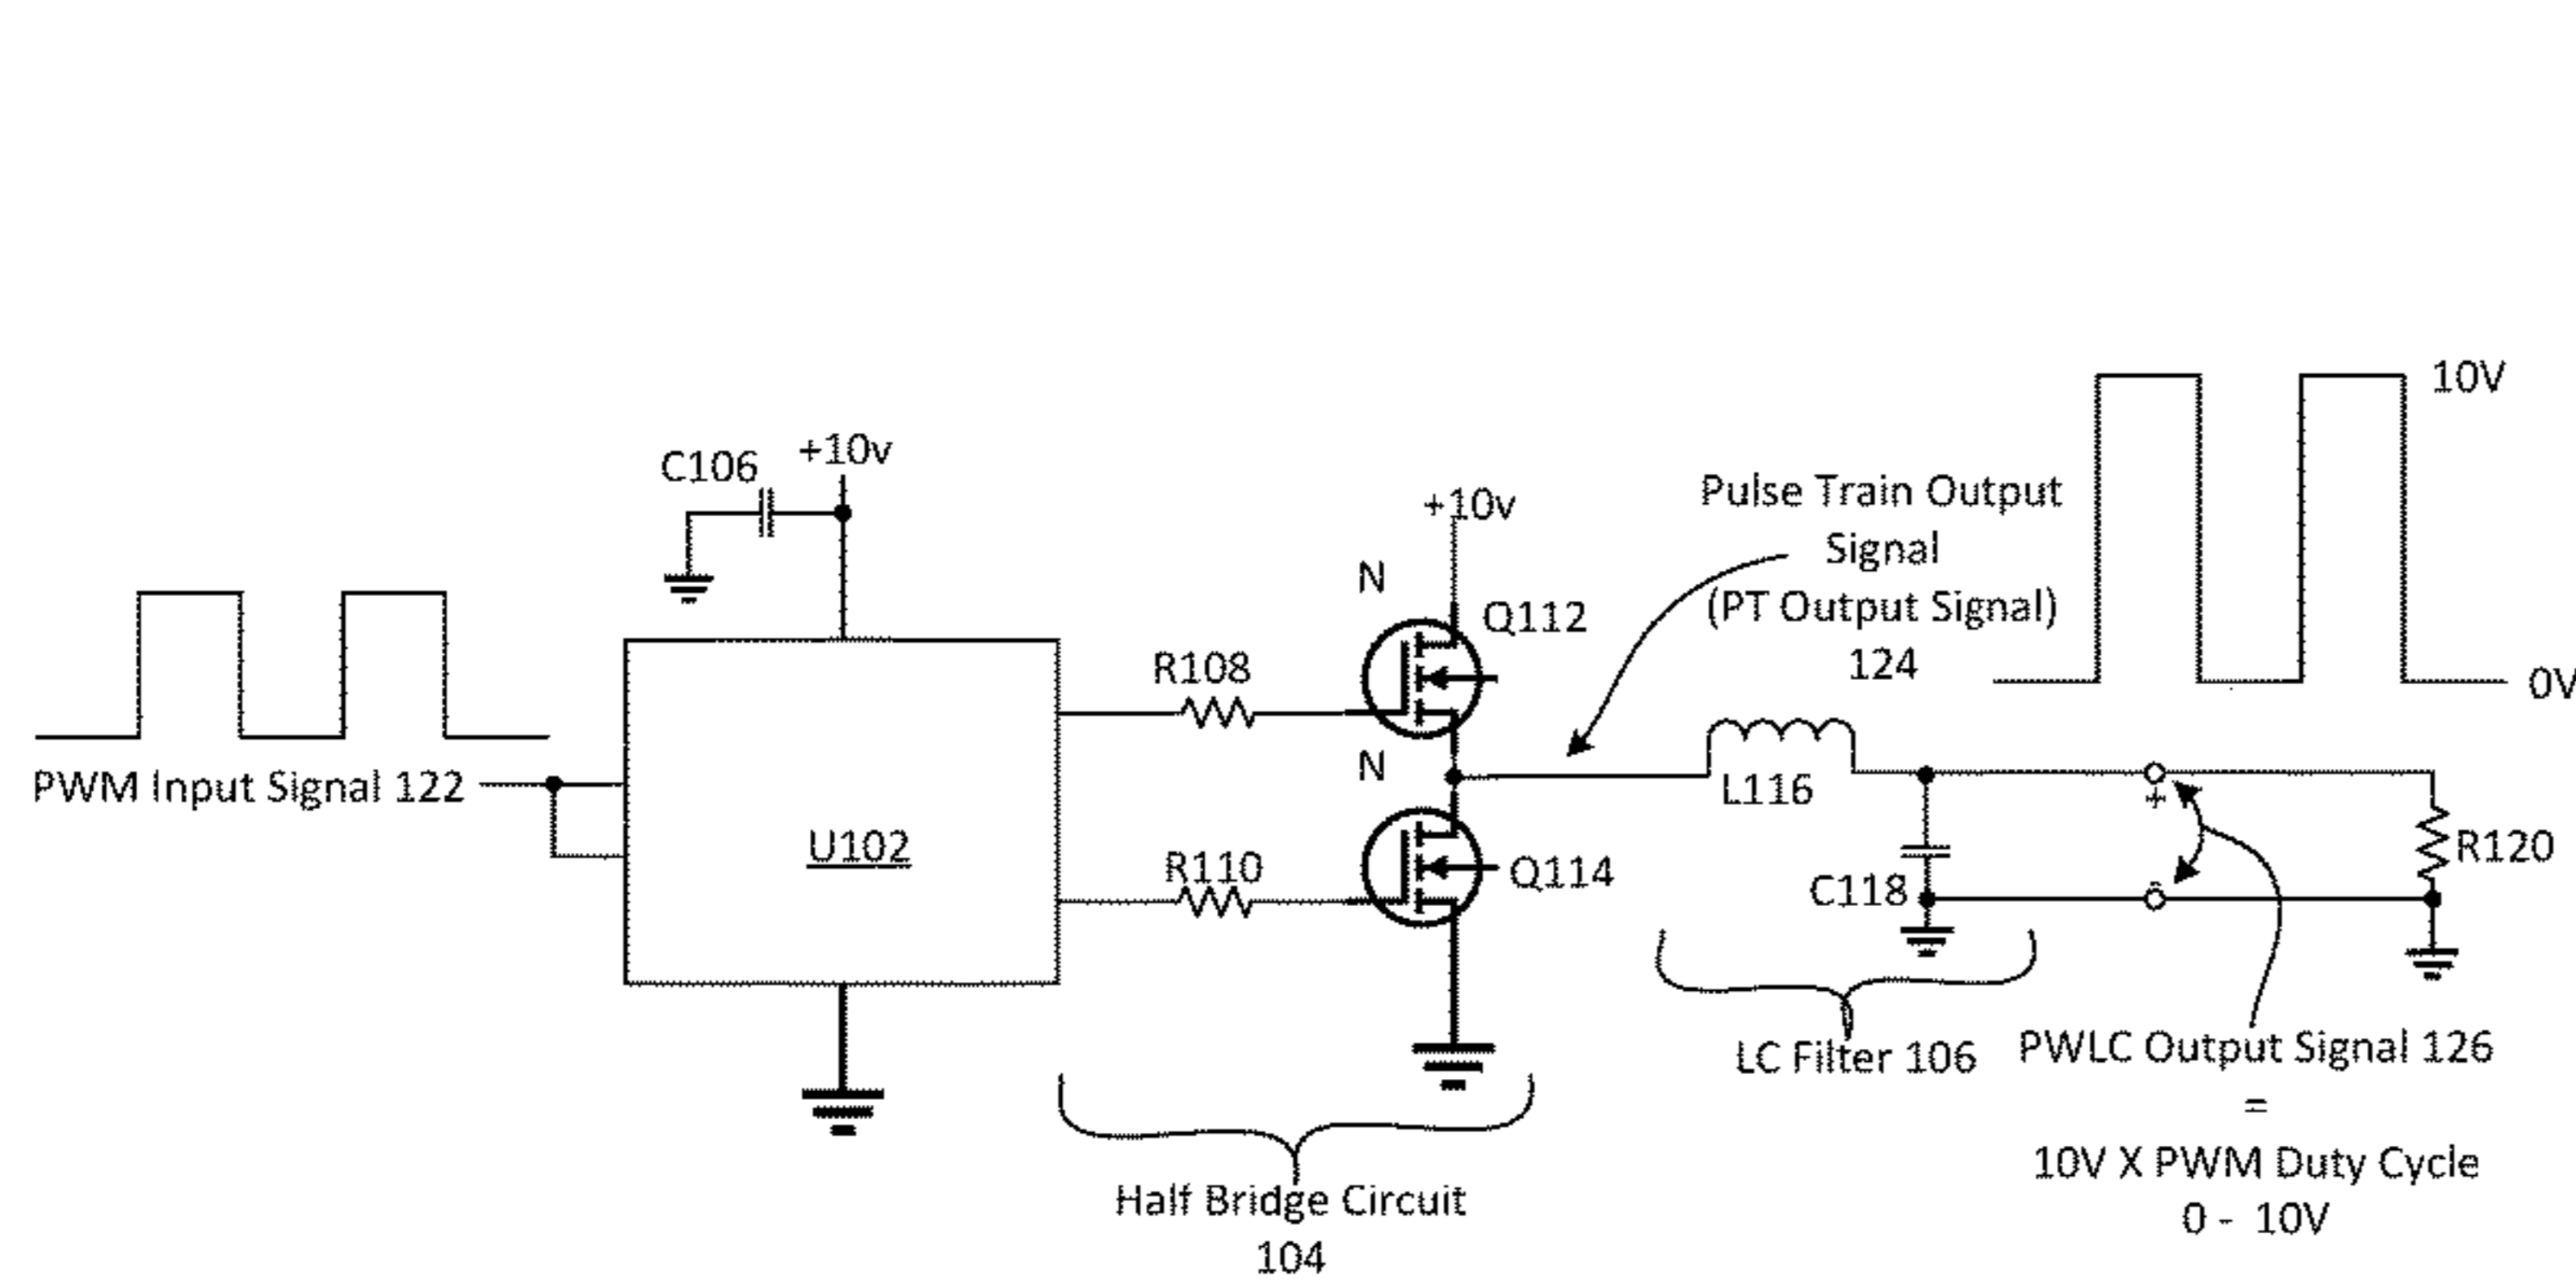 10V
0V
C106
+10v
+10v
Pulse Train Output
Signal
(PT Output Signal)
124
N
Q112
R108
N
PWM Input Signal 122
U102
L116
+
-
R120
R110
Q114
C118
LC Filter 106
PWLC Output Signal 126
=
10V X PWM Duty Cycle
0 - 10V
Half Bridge Circuit
104